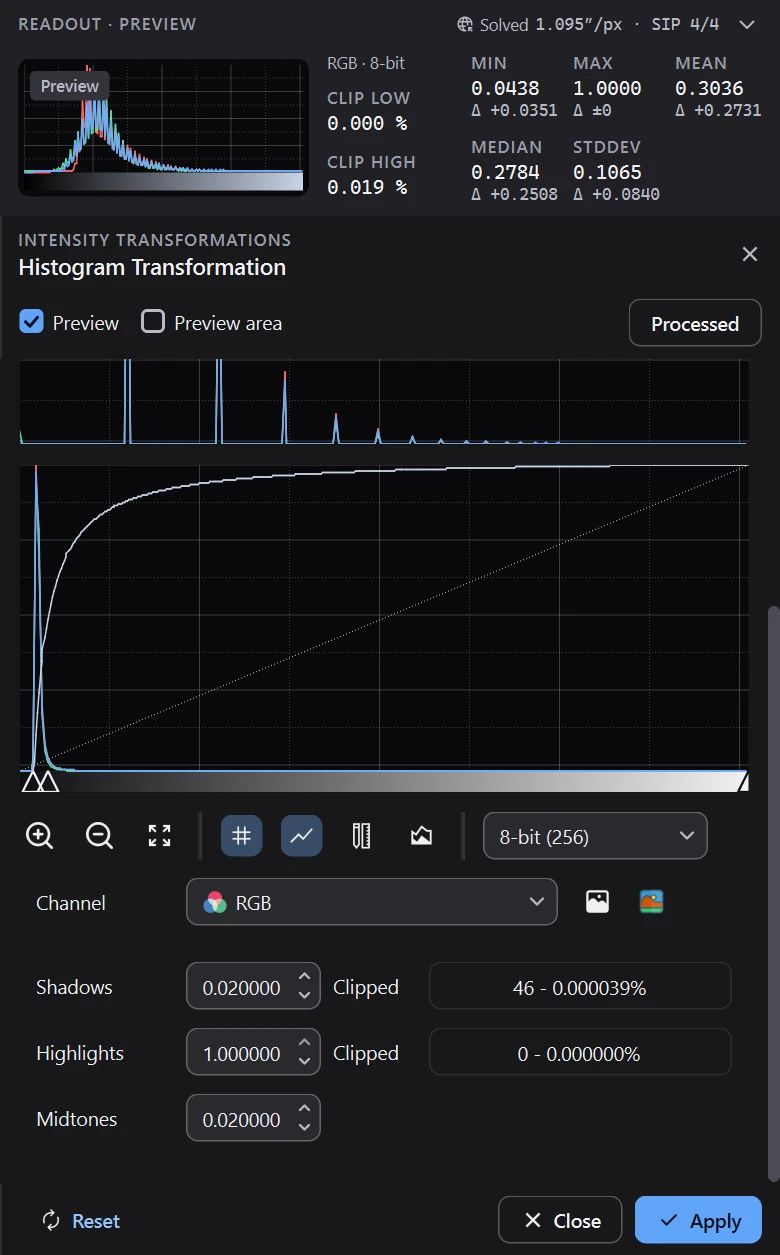 READOUT · PREVIEW
Solved 1.095″/px · SIP 4/4
Preview
RGB · 8-bit
CLIP LOW
0.000 %
CLIP HIGH
0.019 %
MIN MAX MEAN
0.0438 1.0000 0.3036
Δ +0.0351 Δ ±0 Δ +0.2731
MEDIAN STDDEV
0.2784 0.1065
Δ +0.2508 Δ +0.0840
INTENSITY TRANSFORMATIONS
Histogram Transformation
Preview Preview area Processed
8-bit (256)
Channel RGB
Shadows 0.020000 Clipped 46 - 0.000039%
Highlights 1.000000 Clipped 0 - 0.000000%
Midtones 0.020000
Reset Close Apply